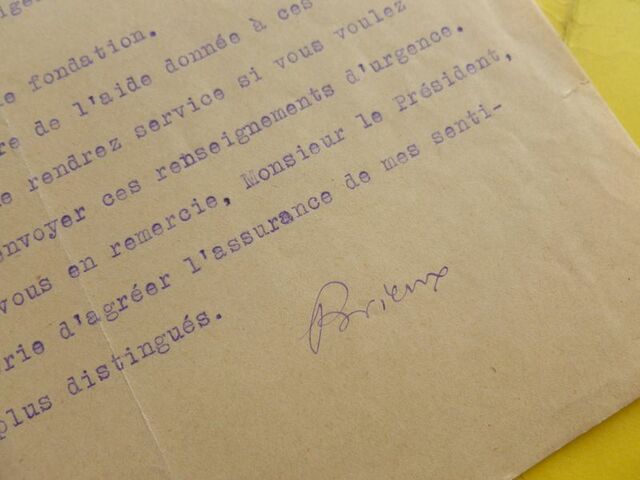 fondation.
de l'aide donnée à ces
rendrez service si vous voulez
envoyer ces renseignements d'urgence.
vous en remercie, Monsieur le Président,
d'agréer l'assurance de mes senti-
plus distingués.
Brieux